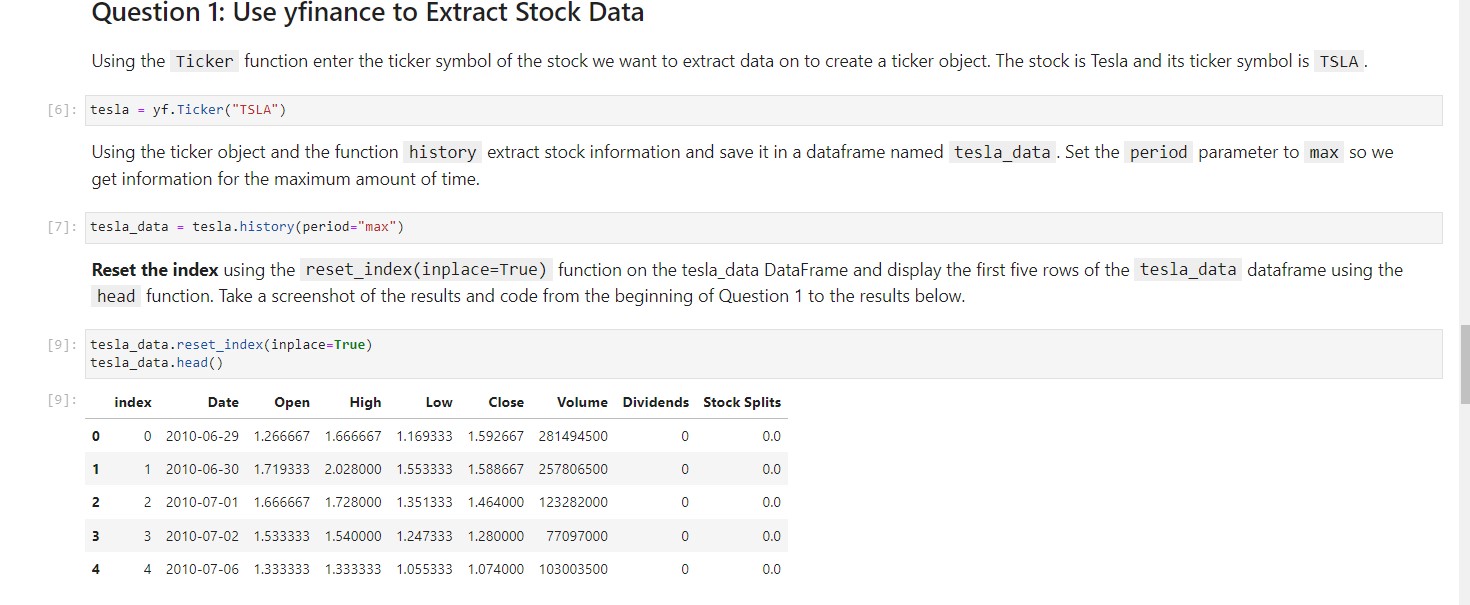 Question 1: Use yfinance to Extract Stock Data
Using the Ticker function enter the ticker symbol of the stock we want to extract data on to create a ticker object. The stock is Tesla and its ticker symbol is TSLA.
[6]: tesla = yf.Ticker("TSLA")
Using the ticker object and the function history extract stock information and save it in a dataframe named tesla_data. Set the period parameter to max so we
get information for the maximum amount of time.
[7]: tesla_data = tesla.history(period="max")
Reset the index using the reset_index(inplace=True) function on the tesla_data DataFrame and display the first five rows of the tesla_data dataframe using the
head function. Take a screenshot of the results and code from the beginning of Question 1 to the results below.
[9]: tesla_data.reset_index(inplace=True)
tesla_data.head()
[9]: index Date Open High Low Close Volume Dividends Stock Splits
0 0 2010-06-29 1.266667 1.666667 1.169333 1.592667 281494500 0 0.0
1 1 2010-06-30 1.719333 2.028000 1.553333 1.588667 257806500 0 0.0
2 2 2010-07-01 1.666667 1.728000 1.351333 1.464000 123282000 0 0.0
3 3 2010-07-02 1.533333 1.540000 1.247333 1.280000 77097000 0 0.0
4 4 2010-07-06 1.333333 1.333333 1.055333 1.074000 103003500 0 0.0